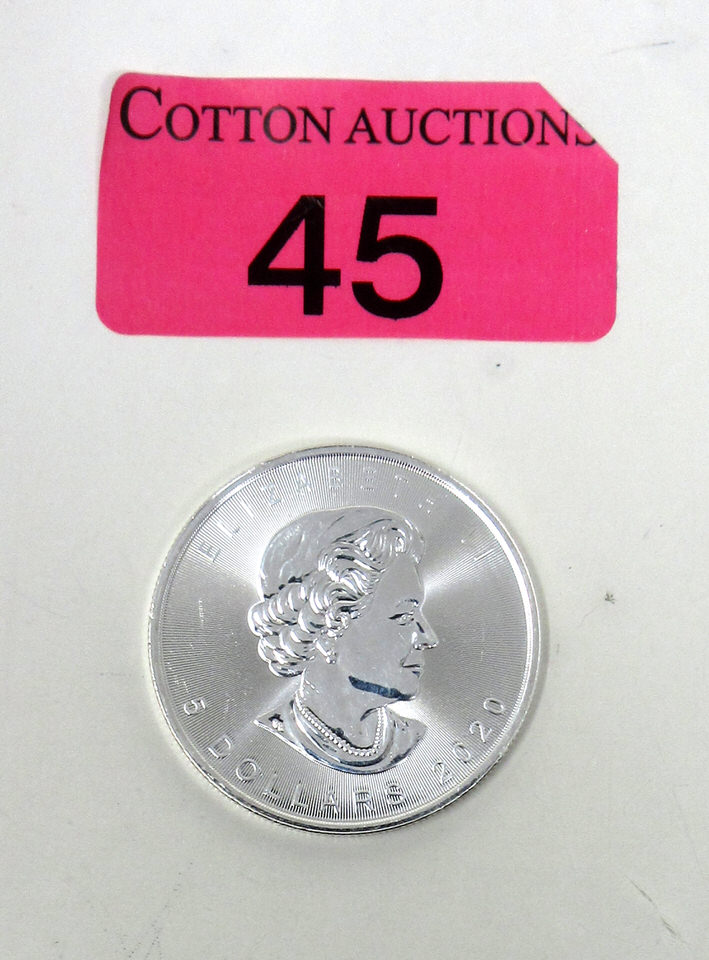 COTTON AUCTIONS
45
ELIZABETH II
5 DOLLARS 2020